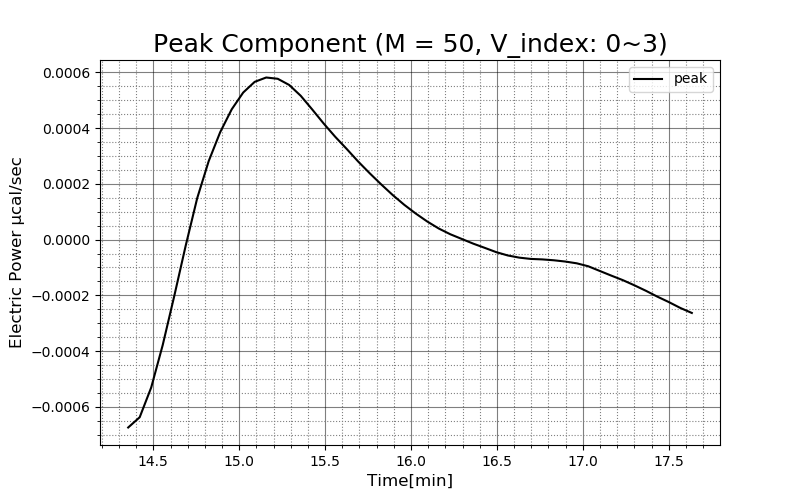 Peak Component (M = 50, V_index: 0~3)
peak
Electric Power μcal/sec
0.0006
0.0004
0.0002
0.0000
−0.0002
−0.0004
−0.0006
14.5 15.0 15.5 16.0 16.5 17.0 17.5
Time[min]